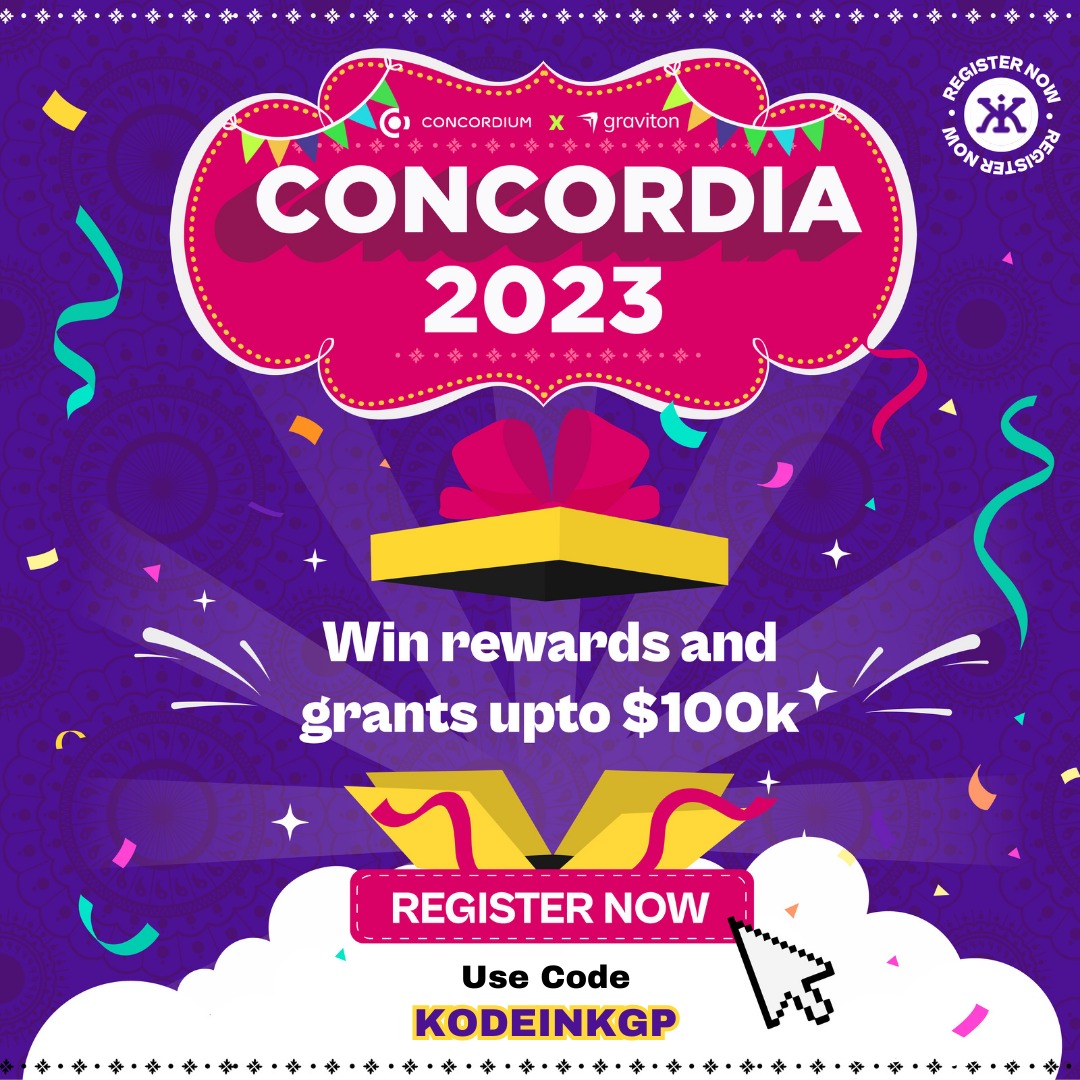 CONCORDIUM X graviton
REGISTER NOW
REGISTER NOW
CONCORDIA
2023
Win rewards and
grants upto $100k
REGISTER NOW
Use Code
KODEINKGP